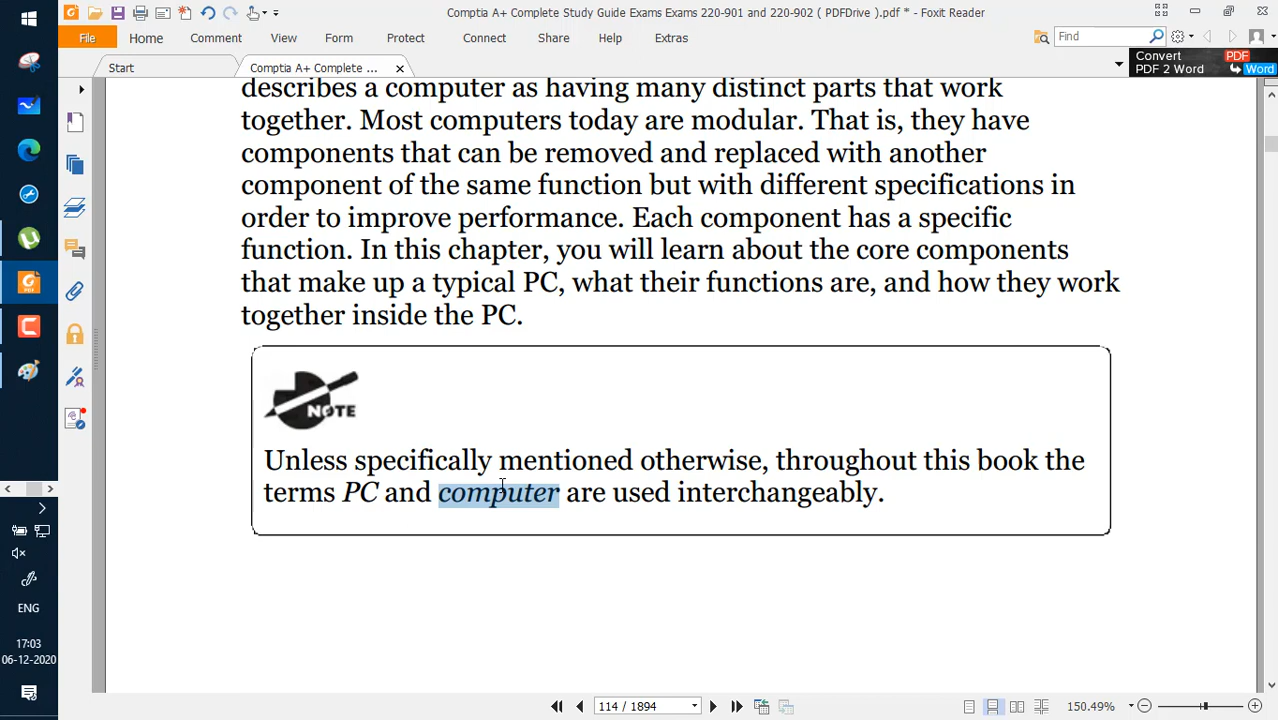 Comptia A+ Complete Study Guide Exams Exams 220-901 and 220-902 ( PDFDrive ).pdf * - Foxit Reader
File Home Comment View Form Protect Connect Share Help Extras
Find
Start
Comptia A+ Complete ...
Convert PDF
PDF 2 Word Word
describes a computer as having many distinct parts that work
together. Most computers today are modular. That is, they have
components that can be removed and replaced with another
component of the same function but with different specifications in
order to improve performance. Each component has a specific
function. In this chapter, you will learn about the core components
that make up a typical PC, what their functions are, and how they work
together inside the PC.
NOTE
Unless specifically mentioned otherwise, throughout this book the
terms PC and computer are used interchangeably.
PDF
ENG
17:03
06-12-2020
114 / 1894
150.49%